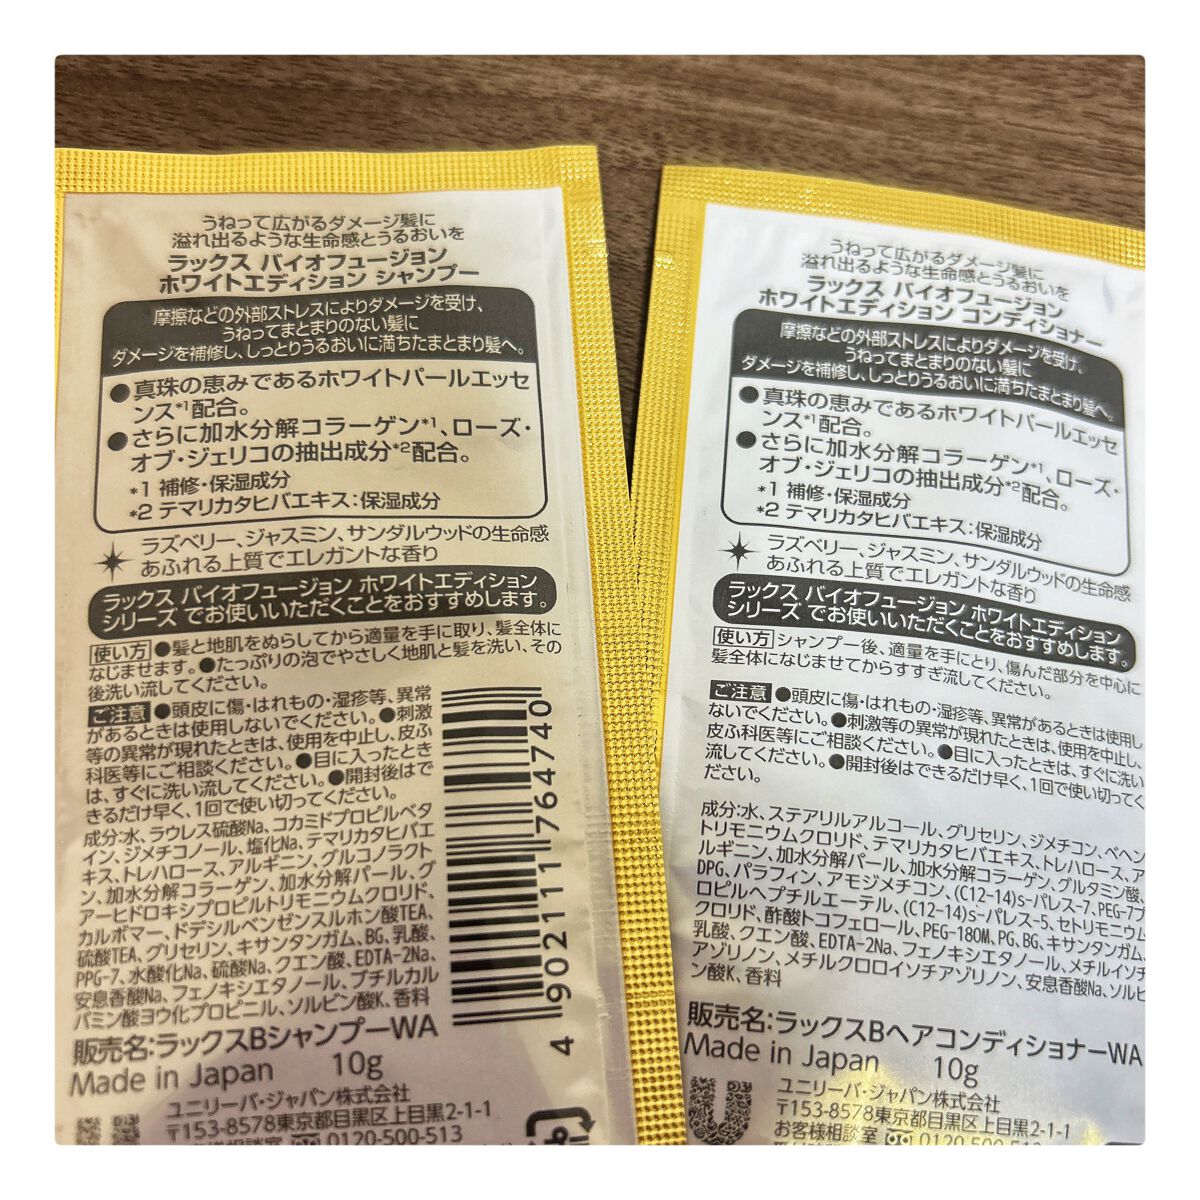 うねって広がるダメージ髪に
溢れ出るような生命感とうるおいを
ラックス バイオフュージョン
ホワイトエディション シャンプー
摩擦などの外部ストレスによりダメージを受け、
うねってまとまりのない髪に
ダメージを補修し、しっとりうるおいに満ちたまとまり髪へ。
●真珠の恵みであるホワイトパールエッセ
ンス*1配合。
●さらに加水分解コラーゲン*1、ローズ・
オブ・ジェリコの抽出成分*2配合。
*1 補修・保湿成分
*2 テマリカタヒバエキス：保湿成分
ラズベリー、ジャスミン、サンダルウッドの生命感
あふれる上質でエレガントな香り
ラックス バイオフュージョン ホワイトエディション
シリーズ でお使いいただくことをおすすめします。
使い方 ●髪と地肌をぬらしてから適量を手に取り、髪全体に
なじませます。●たっぷりの泡でやさしく地肌と髪を洗い、その
後洗い流してください。
ご注意 ●頭皮に傷・はれもの・湿疹等、異常
があるときは使用しないでください。●刺激
等の異常が現れたときは、使用を中止し、皮ふ
科医等にご相談ください。●目に入ったとき
は、すぐに洗い流してください。●開封後はで
きるだけ早く、1回で使い切ってください。
成分:水、ラウレス硫酸Na、コカミドプロピルベタ
イン、ジメチコノール、塩化Na、テマリカタヒバエ
キス、トレハロース、アルギニン、グルコノラクト
ン、加水分解コラーゲン、加水分解パール、グ
アーヒドロキシプロピルトリモニウムクロリド、
カルボマー、ドデシルベンゼンスルホン酸TEA、
硫酸TEA、グリセリン、キサンタンガム、BG、乳酸、
PPG-7、水酸化Na、硫酸Na、クエン酸、EDTA-2Na、
安息香酸Na、フェノキシエタノール、ブチルカル
バミン酸ヨウ化プロピニル、ソルビン酸K、香料
販売名：ラックスBシャンプーWA
Made in Japan 10g
ユニリーバ・ジャパン株式会社
〒153-8578東京都目黒区上目黒2-1-1
様相談室 0120-500-513
4 902111 764740
うねって広がるダメージ髪に
溢れ出るような生命感とうるおいを
ラックス バイオフュージョン
ホワイトエディション コンディショナー
摩擦などの外部ストレスによりダメージを受け、
うねってまとまりのない髪に
ダメージを補修し、しっとりうるおいに満ちたまとまり髪へ。
●真珠の恵みであるホワイトパールエッセ
ンス*1配合。
●さらに加水分解コラーゲン*1、ローズ・
オブ・ジェリコの抽出成分*2配合。
*1 補修・保湿成分
*2 テマリカタヒバエキス：保湿成分
ラズベリー、ジャスミン、サンダルウッドの生命感
あふれる上質でエレガントな香り
ラックス バイオフュージョン ホワイトエディション
シリーズ でお使いいただくことをおすすめします。
使い方 シャンプー後、適量を手にとり、傷んだ部分を中心に
髪全体になじませてからすすぎ流してください。
ご注意 ●頭皮に傷・はれもの・湿疹等、異常があるときは使用し
ないでください。●刺激等の異常が現れたときは、使用を中止し、
皮ふ科医等にご相談ください。●目に入ったときは、すぐに洗い
流してください。●開封後はできるだけ早く、1回で使い切ってく
ださい。
成分:水、ステアリルアルコール、グリセリン、ジメチコン、ベヘン
トリモニウムクロリド、テマリカタヒバエキス、トレハロース、ア
ルギニン、加水分解パール、加水分解コラーゲン、グルタミン酸、
DPG、パラフィン、アモジメチコン、(C12-14)s-パレス-7、PEG-7プ
ロピルヘプチルエーテル、(C12-14)s-パレス-5、セトリモニウム
クロリド、酢酸トコフェロール、PEG-180M、PG、BG、キサンタンガム、
乳酸、クエン酸、EDTA-2Na、フェノキシエタノール、メチルイソチ
アゾリノン、メチルクロロイソチアゾリノン、安息香酸Na、ソルビ
ン酸K、香料
販売名：ラックスBヘアコンディショナーWA
Made in Japan 10g
ユニリーバ・ジャパン株式会社
〒153-8578東京都目黒区上目黒2-1-1
お客様相談室 0120-500-513